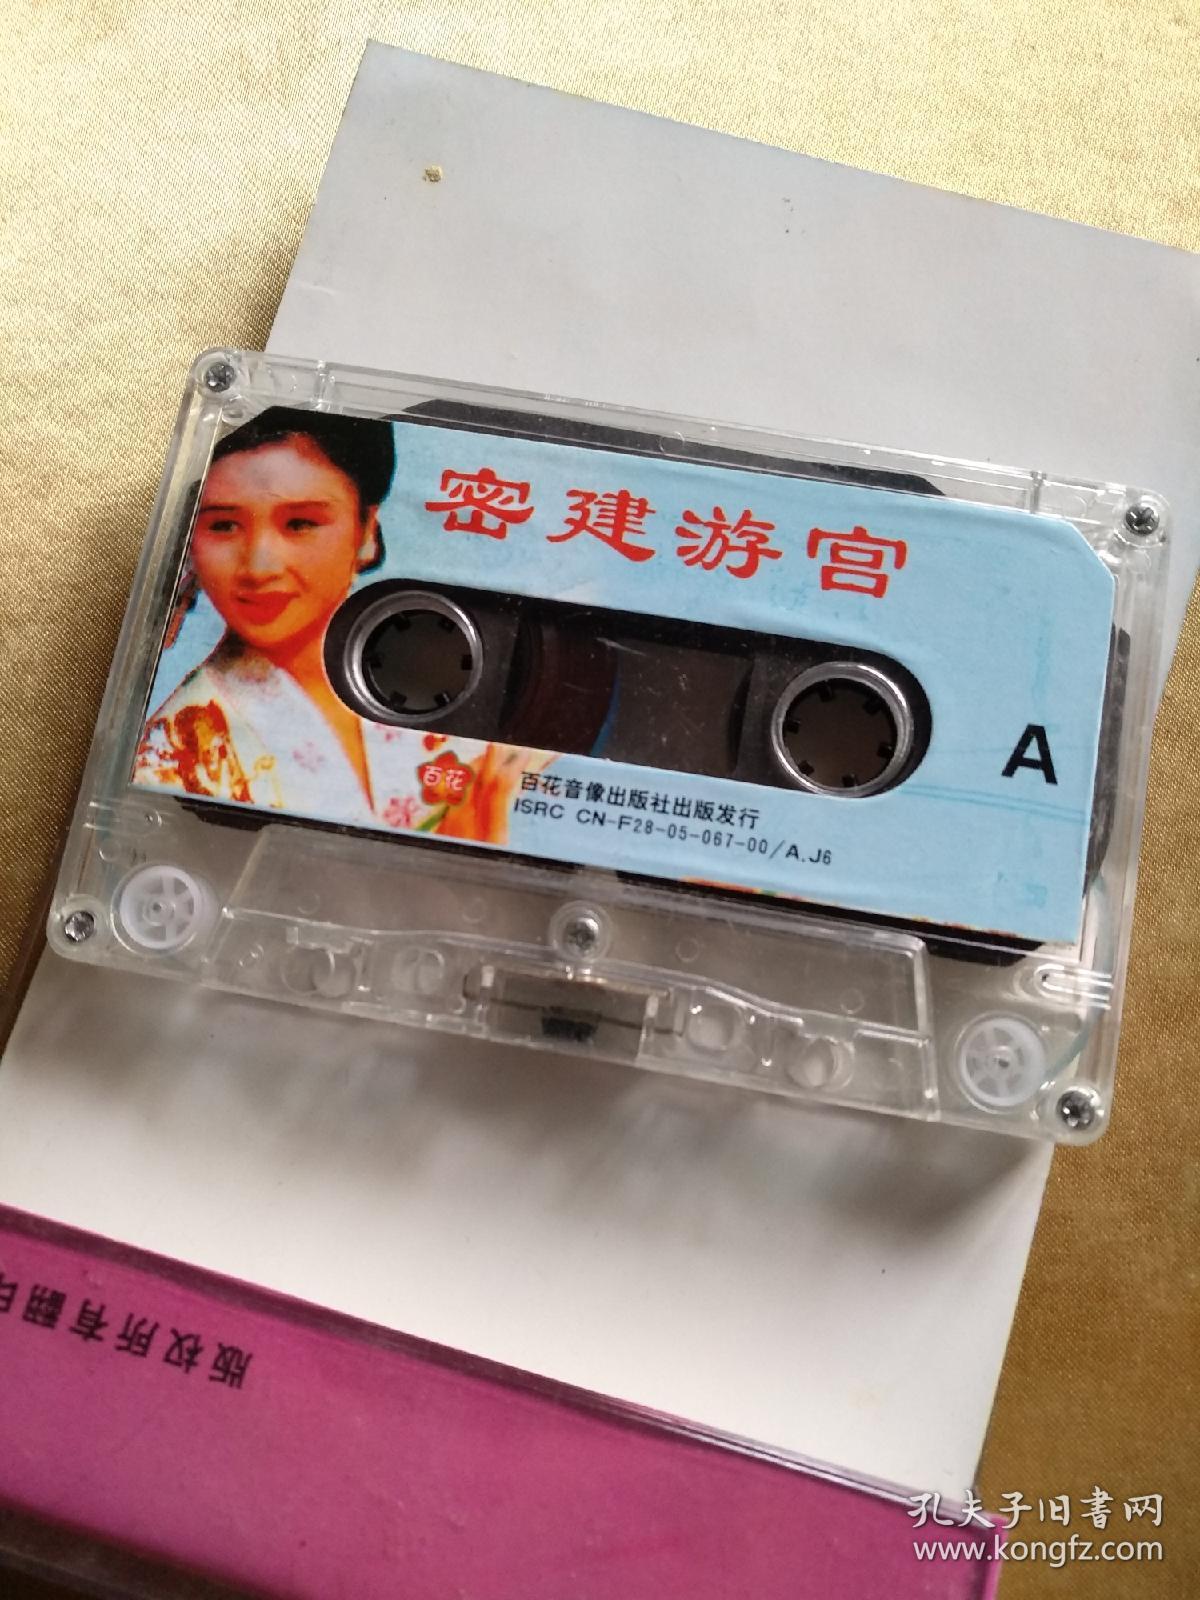 密建游宫
A
百花
百花音像出版社出版发行
ISRC CN-F28-05-067-00/A.J6
版权所有翻
孔夫子旧書网
www.kongfz.com